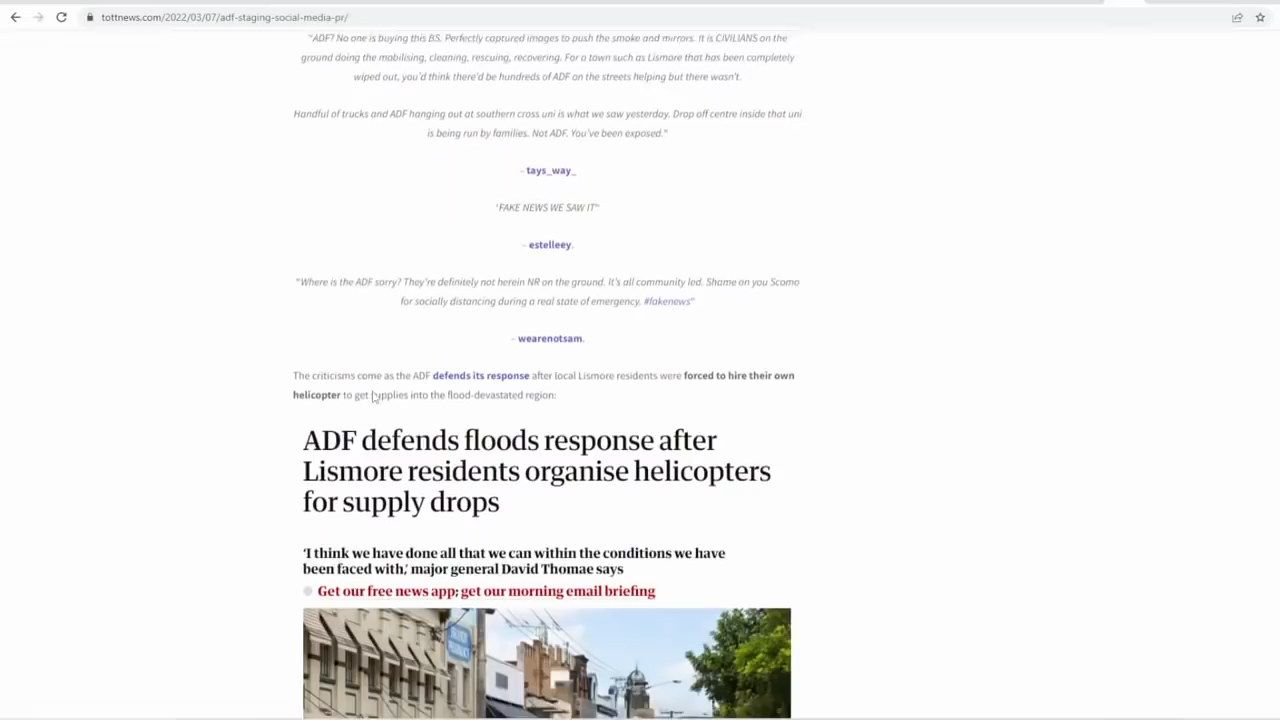 tottnews.com/2022/03/07/adf-staging-social-media-pr/
"ADF? No one is buying this BS. Perfectly captured images to push the smoke and mirrors. It is CIVILIANS on the
ground doing the mobilising, cleaning, rescuing, recovering. For a town such as Lismore that has been completely
wiped out, you'd think there'd be hundreds of ADF on the streets helping but there wasn't.
Handful of trucks and ADF hanging out at southern cross uni is what we saw yesterday. Drop off centre inside that uni
is being run by families. Not ADF. You've been exposed."
– tays_way_
'FAKE NEWS WE SAW IT"
– estelleey.
"Where is the ADF sorry? They're definitely not herein NR on the ground. It's all community led. Shame on you Scomo
for socially distancing during a real state of emergency. #fakenews"
– wearenotsam.
The criticisms come as the ADF defends its response after local Lismore residents were forced to hire their own
helicopter to get supplies into the flood-devastated region:
ADF defends floods response after
Lismore residents organise helicopters
for supply drops
'I think we have done all that we can within the conditions we have
been faced with,' major general David Thomae says
Get our free news app; get our morning email briefing